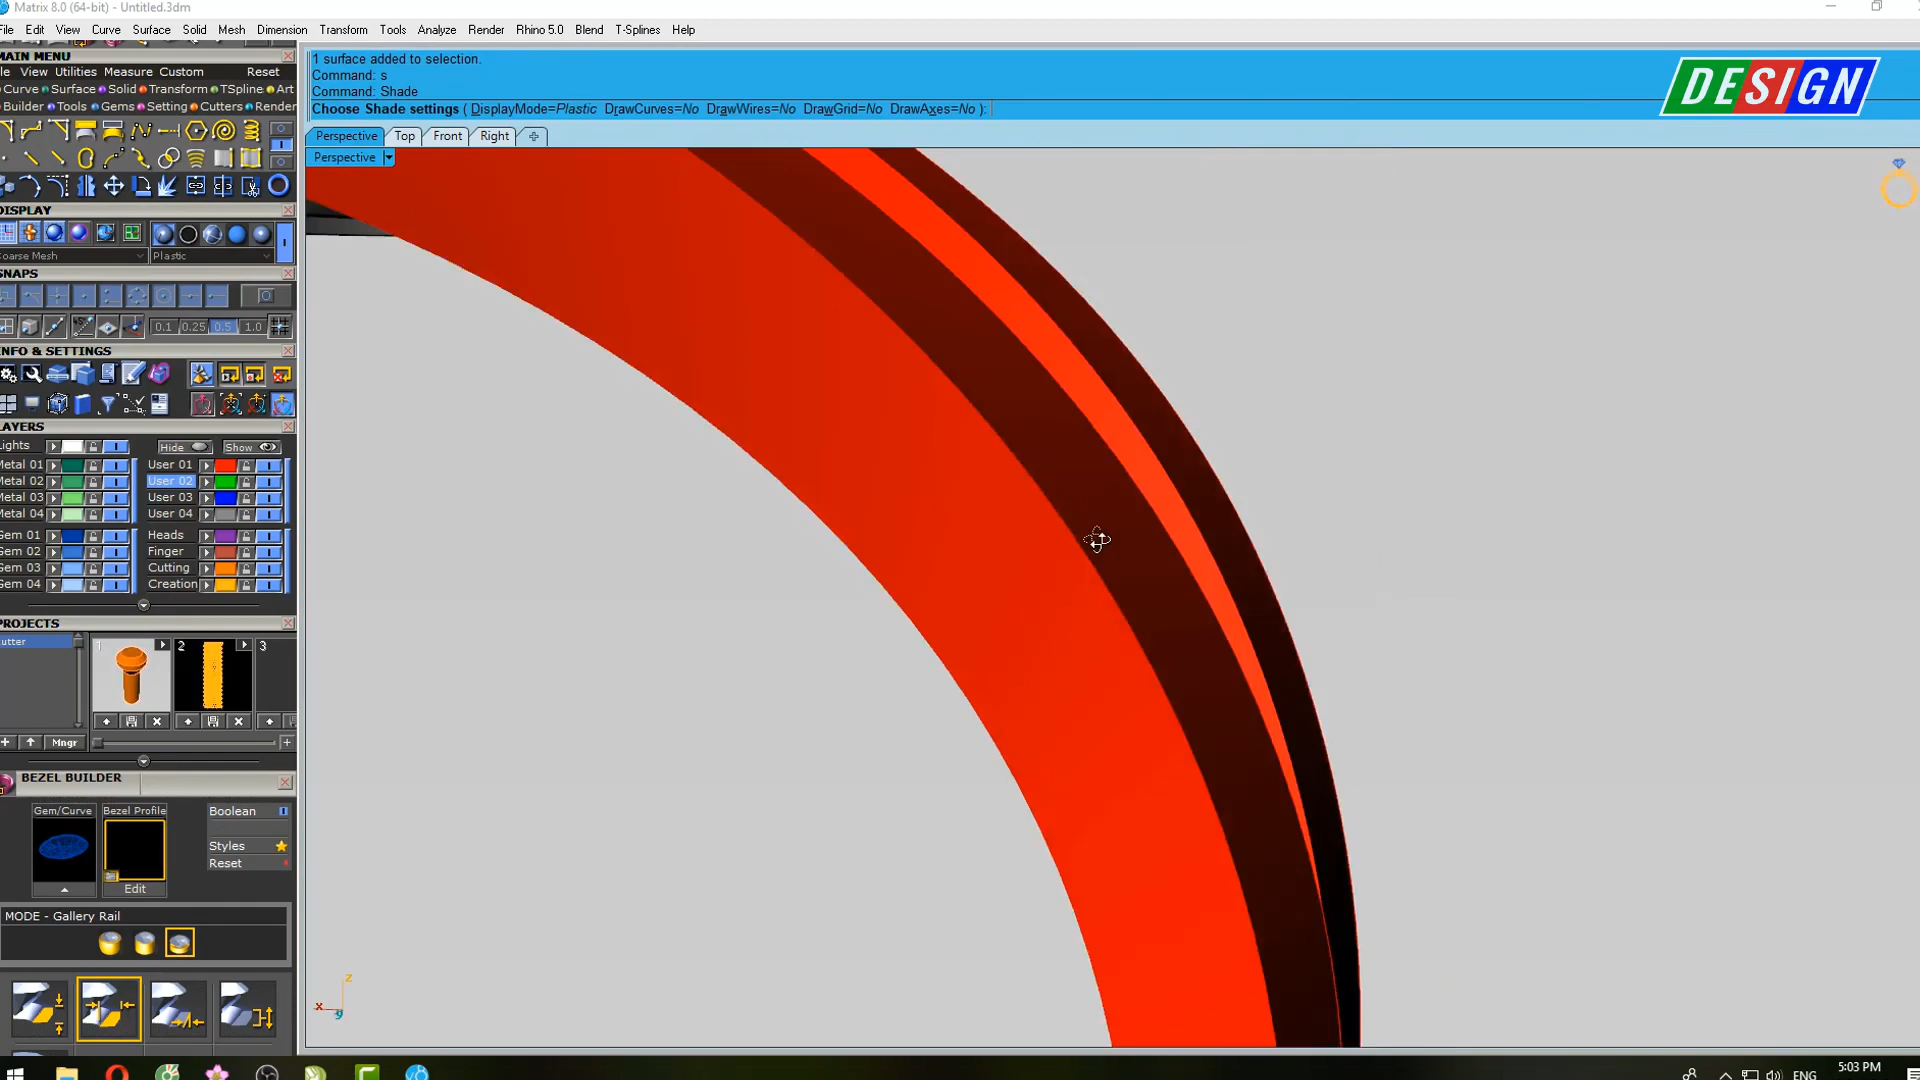 Matrix 8.0 (64-bit) - Untitled.3dm
File Edit View Curve Surface Solid Mesh Dimension Transform Tools Analyze Render Rhino 5.0 Blend T-Splines Help
MAIN MENU
View Utilities Measure Custom Reset
Curve Surface Solid Transform TSpline Art
Builder Tools Gems Setting Cutters Render
1 surface added to selection.
Command: s
Command: Shade
Choose Shade settings ( DisplayMode=Plastic DrawCurves=No DrawWires=No DrawGrid=No DrawAxes=No ):
DESIGN
Perspective Top Front Right
Perspective
DISPLAY
Coarse Mesh Plastic
SNAPS
0.1 0.25 0.5 1.0
INFO & SETTINGS
LAYERS
Lights Hide Show
Metal 01 User 01
Metal 02 User 02
Metal 03 User 03
Metal 04 User 04
Gem 01 Heads
Gem 02 Finger
Gem 03 Cutting
Gem 04 Creation
PROJECTS
utter 1 2 3
Mngr
BEZEL BUILDER
Gem/Curve Bezel Profile Boolean
Styles
Reset
Edit
MODE - Gallery Rail
z
x
y
ENG
5:03 PM